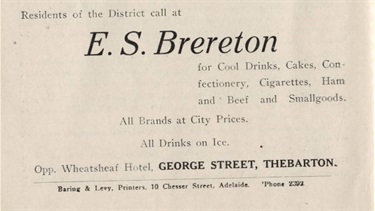 Residents of the District call at
E. S. Brereton
for Cool Drinks, Cakes, Con-
fectionery, Cigarettes, Ham
and Beef and Smallgoods.
All Brands at City Prices.
All Drinks on Ice.
Opp. Wheatsheaf Hotel, GEORGE STREET, THEBARTON.
Baring & Levy, Printers, 10 Chesser Street, Adelaide. 'Phone 2392